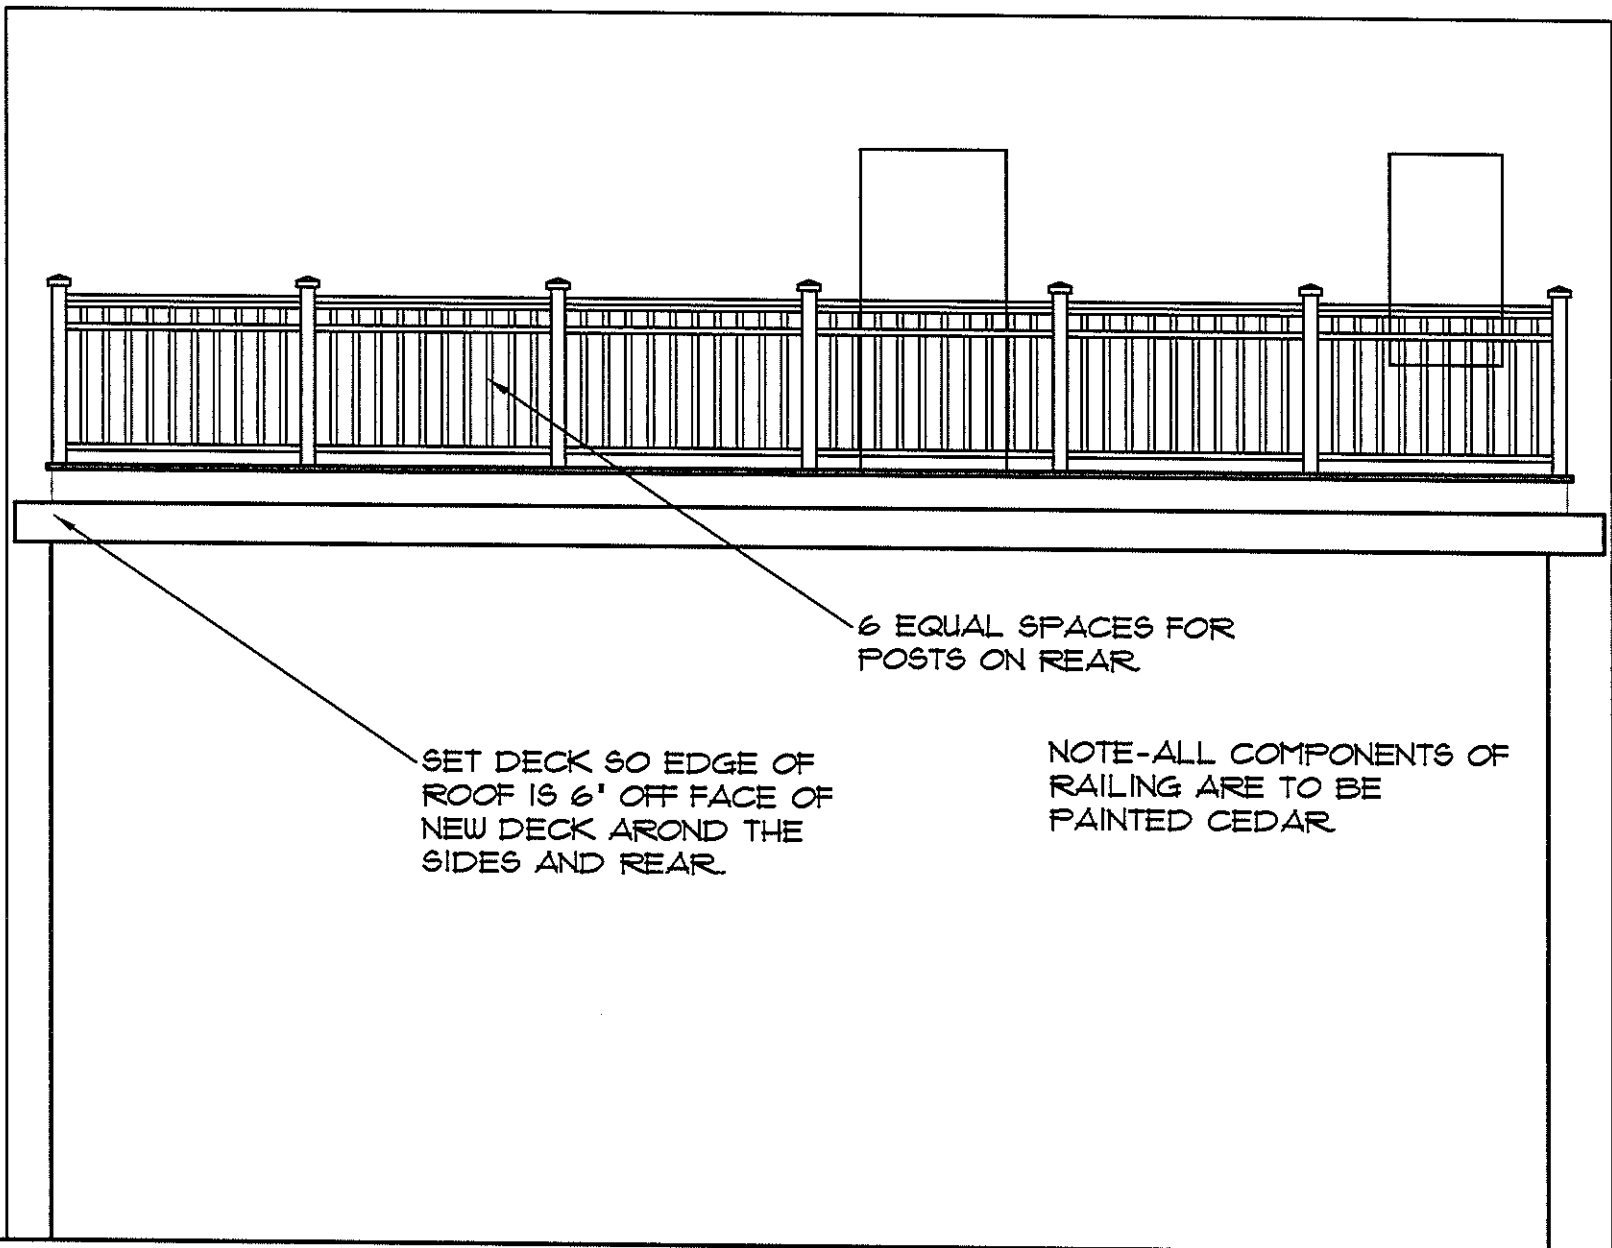 6 EQUAL SPACES FOR
POSTS ON REAR
SET DECK SO EDGE OF
ROOF IS 6" OFF FACE OF
NEW DECK AROND THE
SIDES AND REAR.
NOTE-ALL COMPONENTS OF
RAILING ARE TO BE
PAINTED CEDAR